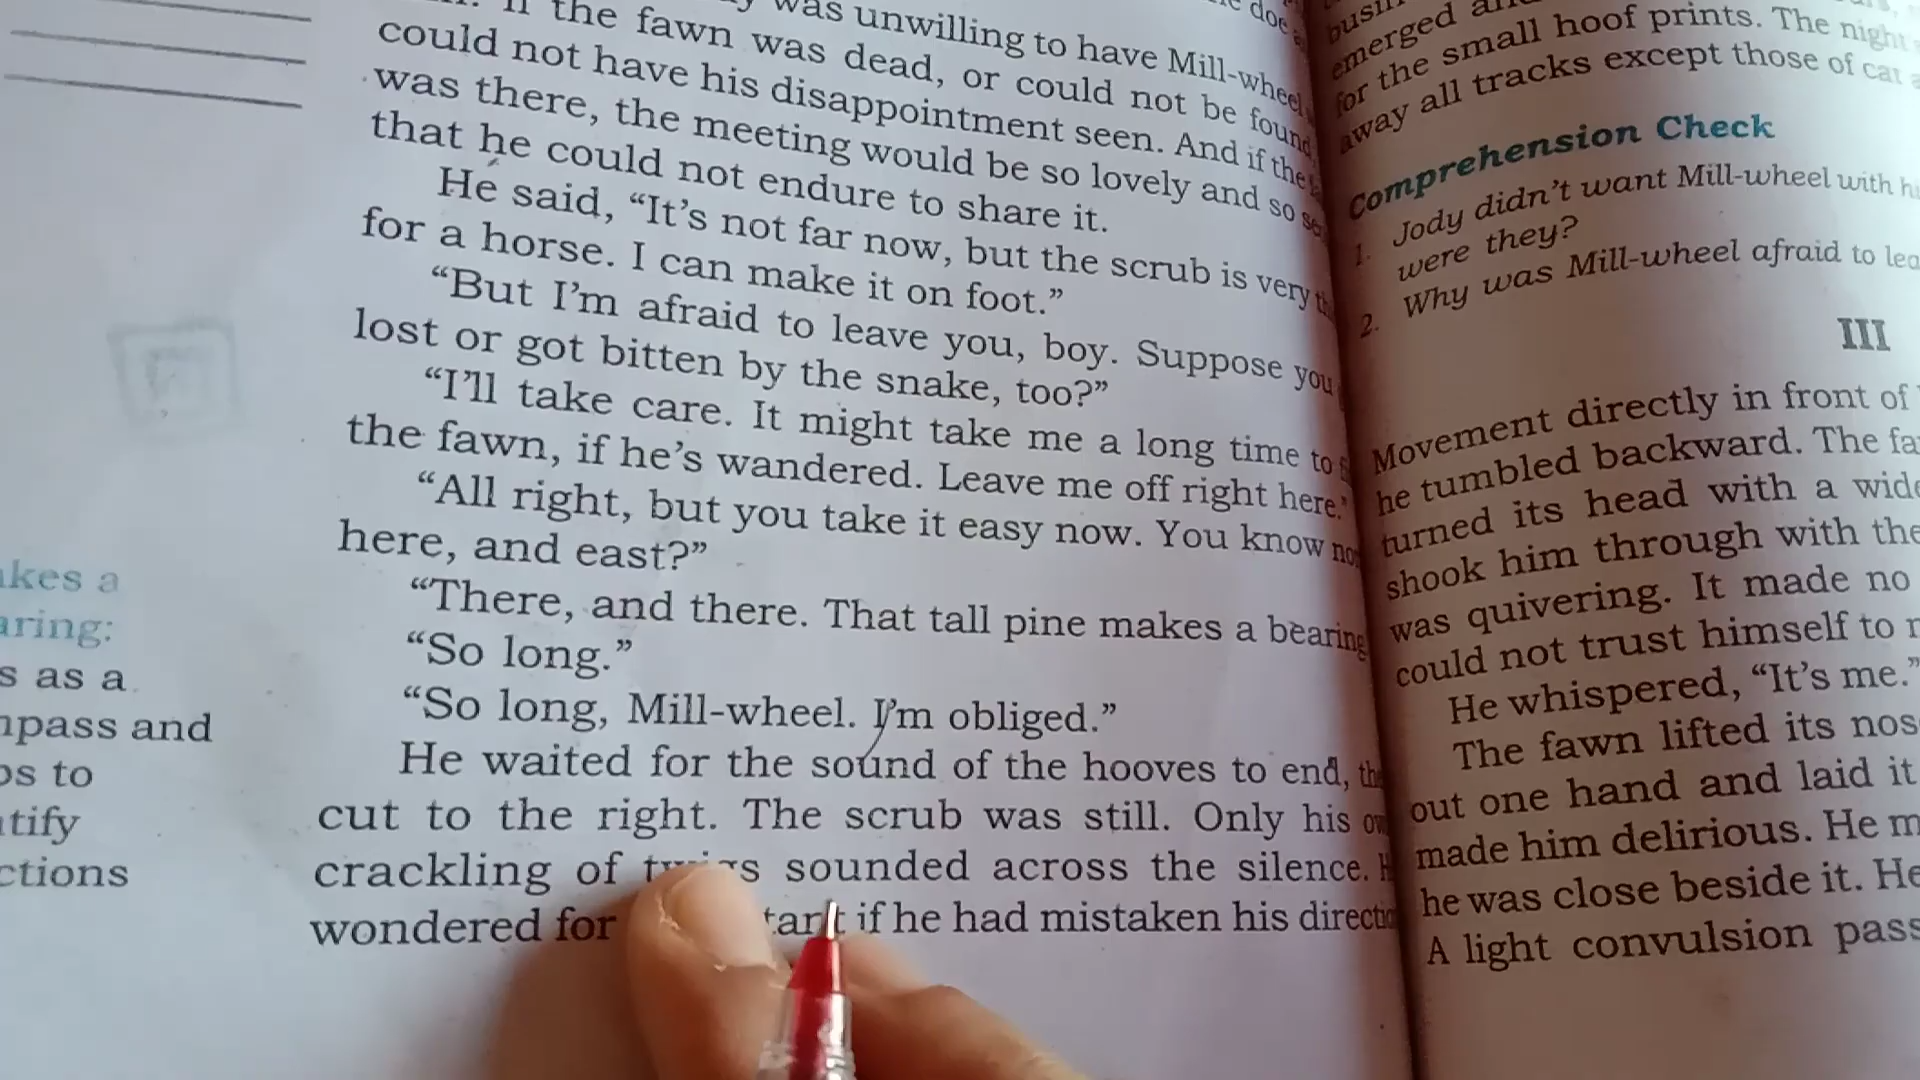 was unwilling to have Mill-wheel
the fawn was dead, or could not be found,
could not have his disappointment seen. And if the
was there, the meeting would be so lovely and so
that he could not endure to share it.
He said, “It’s not far now, but the scrub is very
for a horse. I can make it on foot.”
“But I’m afraid to leave you, boy. Suppose you
lost or got bitten by the snake, too?”
“I’ll take care. It might take me a long time to
the fawn, if he’s wandered. Leave me off right here.”
“All right, but you take it easy now. You know
here, and east?”
“There, and there. That tall pine makes a bearing
“So long.”
“So long, Mill-wheel. I’m obliged.”
He waited for the sound of the hooves to end,
cut to the right. The scrub was still. Only his
crackling of twigs sounded across the silence.
wondered for if he had mistaken his
a
s as a
and
to
emerged
for the small hoof prints. The night
away all tracks except those of cat
Comprehension Check
1. Jody didn’t want Mill-wheel with
were they?
2. Why was Mill-wheel afraid to
III
Movement directly in front of
he tumbled backward. The
turned its head with a
shook him through with the
was quivering. It made no
could not trust himself to
He whispered, “It’s me.”
The fawn lifted its
out one hand and laid it
made him delirious. He
he was close beside it. He
A light convulsion